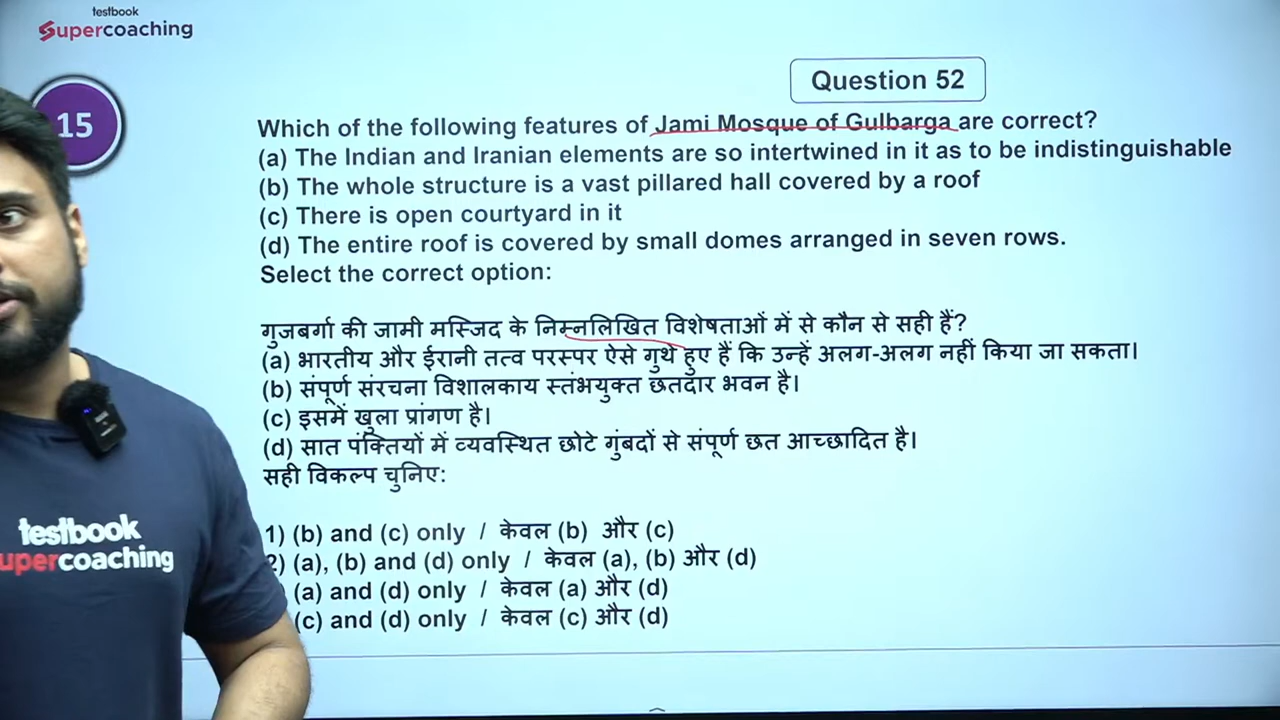 testbook
Supercoaching
15
Question 52
Which of the following features of Jami Mosque of Gulbarga are correct?
(a) The Indian and Iranian elements are so intertwined in it as to be indistinguishable
(b) The whole structure is a vast pillared hall covered by a roof
(c) There is open courtyard in it
(d) The entire roof is covered by small domes arranged in seven rows.
Select the correct option:
गुजबर्गा की जामी मस्जिद के निम्नलिखित विशेषताओं में से कौन से सही हैं?
(a) भारतीय और ईरानी तत्व परस्पर ऐसे गुथे हुए हैं कि उन्हें अलग-अलग नहीं किया जा सकता।
(b) संपूर्ण संरचना विशालकाय स्तंभयुक्त छतदार भवन है।
(c) इसमें खुला प्रांगण है।
(d) सात पंक्तियों में व्यवस्थित छोटे गुंबदों से संपूर्ण छत आच्छादित है।
सही विकल्प चुनिए:
1) (b) and (c) only / केवल (b) और (c)
2) (a), (b) and (d) only / केवल (a), (b) और (d)
(a) and (d) only / केवल (a) और (d)
(c) and (d) only / केवल (c) और (d)
testbook
upercoaching